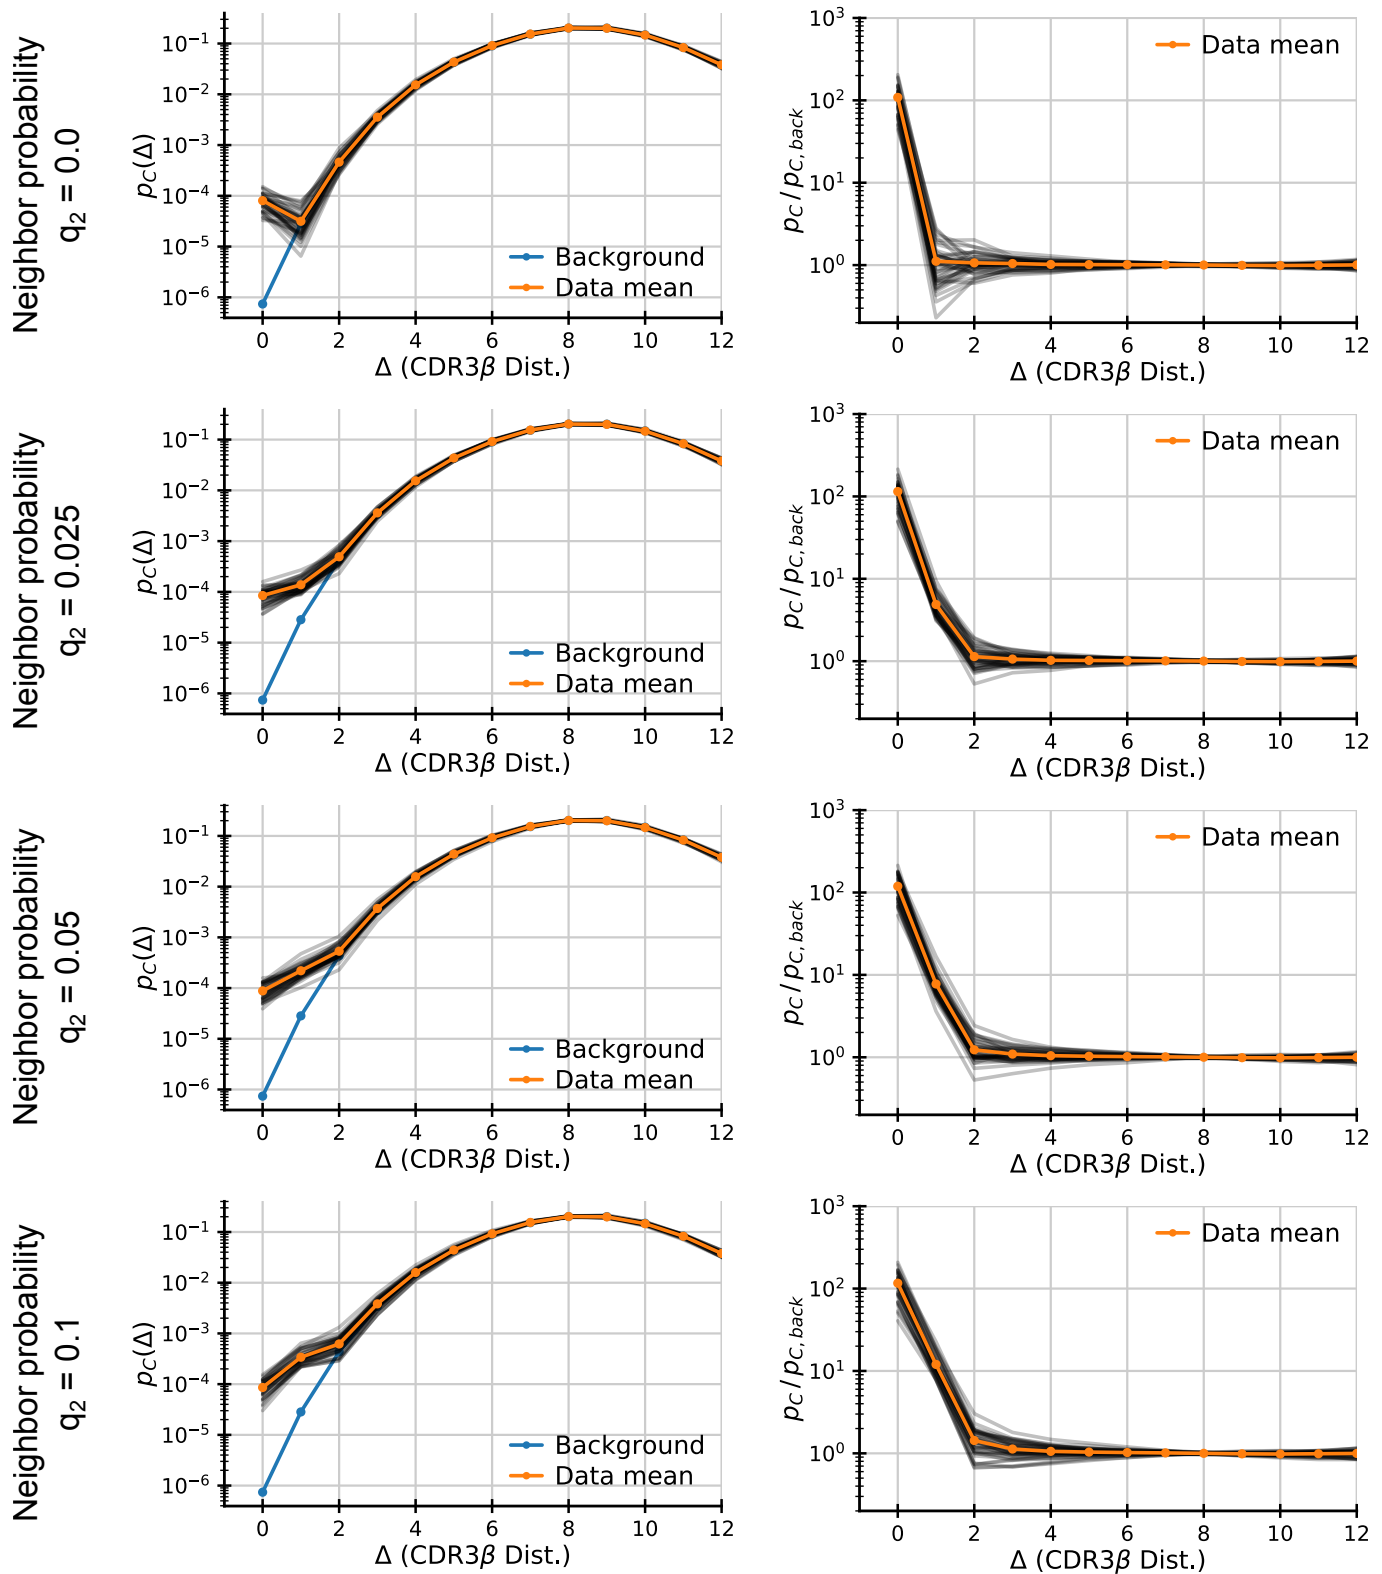 Neighbor probability
q₂ = 0.0
p_C(Δ)
10⁻¹
10⁻²
10⁻³
10⁻⁴
10⁻⁵
10⁻⁶
Background
Data mean
0 2 4 6 8 10 12
Δ (CDR3β Dist.)
p_C / p_C,back
10³
10²
10¹
10⁰
Data mean
0 2 4 6 8 10 12
Δ (CDR3β Dist.)
Neighbor probability
q₂ = 0.025
p_C(Δ)
10⁻¹
10⁻²
10⁻³
10⁻⁴
10⁻⁵
10⁻⁶
Background
Data mean
0 2 4 6 8 10 12
Δ (CDR3β Dist.)
p_C / p_C,back
10³
10²
10¹
10⁰
Data mean
0 2 4 6 8 10 12
Δ (CDR3β Dist.)
Neighbor probability
q₂ = 0.05
p_C(Δ)
10⁻¹
10⁻²
10⁻³
10⁻⁴
10⁻⁵
10⁻⁶
Background
Data mean
0 2 4 6 8 10 12
Δ (CDR3β Dist.)
p_C / p_C,back
10³
10²
10¹
10⁰
Data mean
0 2 4 6 8 10 12
Δ (CDR3β Dist.)
Neighbor probability
q₂ = 0.1
p_C(Δ)
10⁻¹
10⁻²
10⁻³
10⁻⁴
10⁻⁵
10⁻⁶
Background
Data mean
0 2 4 6 8 10 12
Δ (CDR3β Dist.)
p_C / p_C,back
10³
10²
10¹
10⁰
Data mean
0 2 4 6 8 10 12
Δ (CDR3β Dist.)